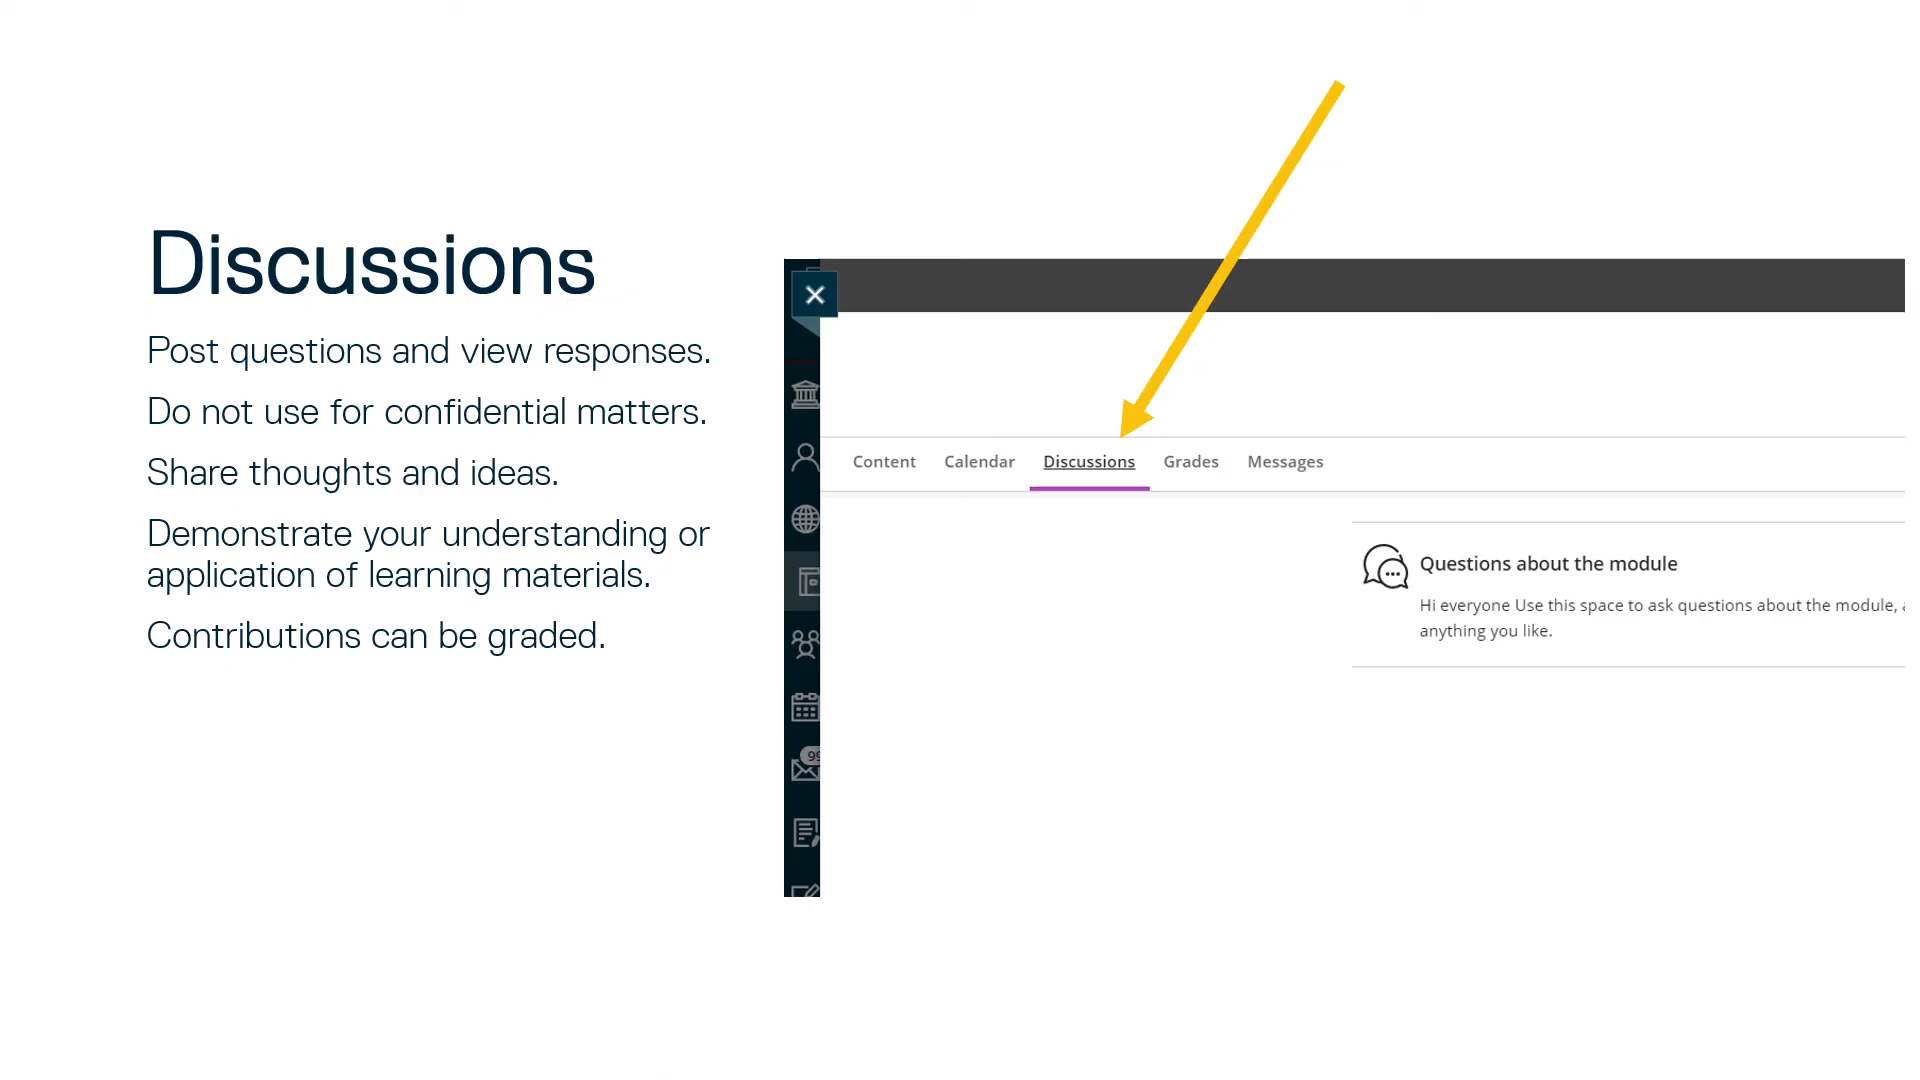 Discussions
Post questions and view responses.
Do not use for confidential matters.
Share thoughts and ideas.
Demonstrate your understanding or
application of learning materials.
Contributions can be graded.
Content Calendar Discussions Grades Messages
Questions about the module
Hi everyone Use this space to ask questions about the module,
anything you like.